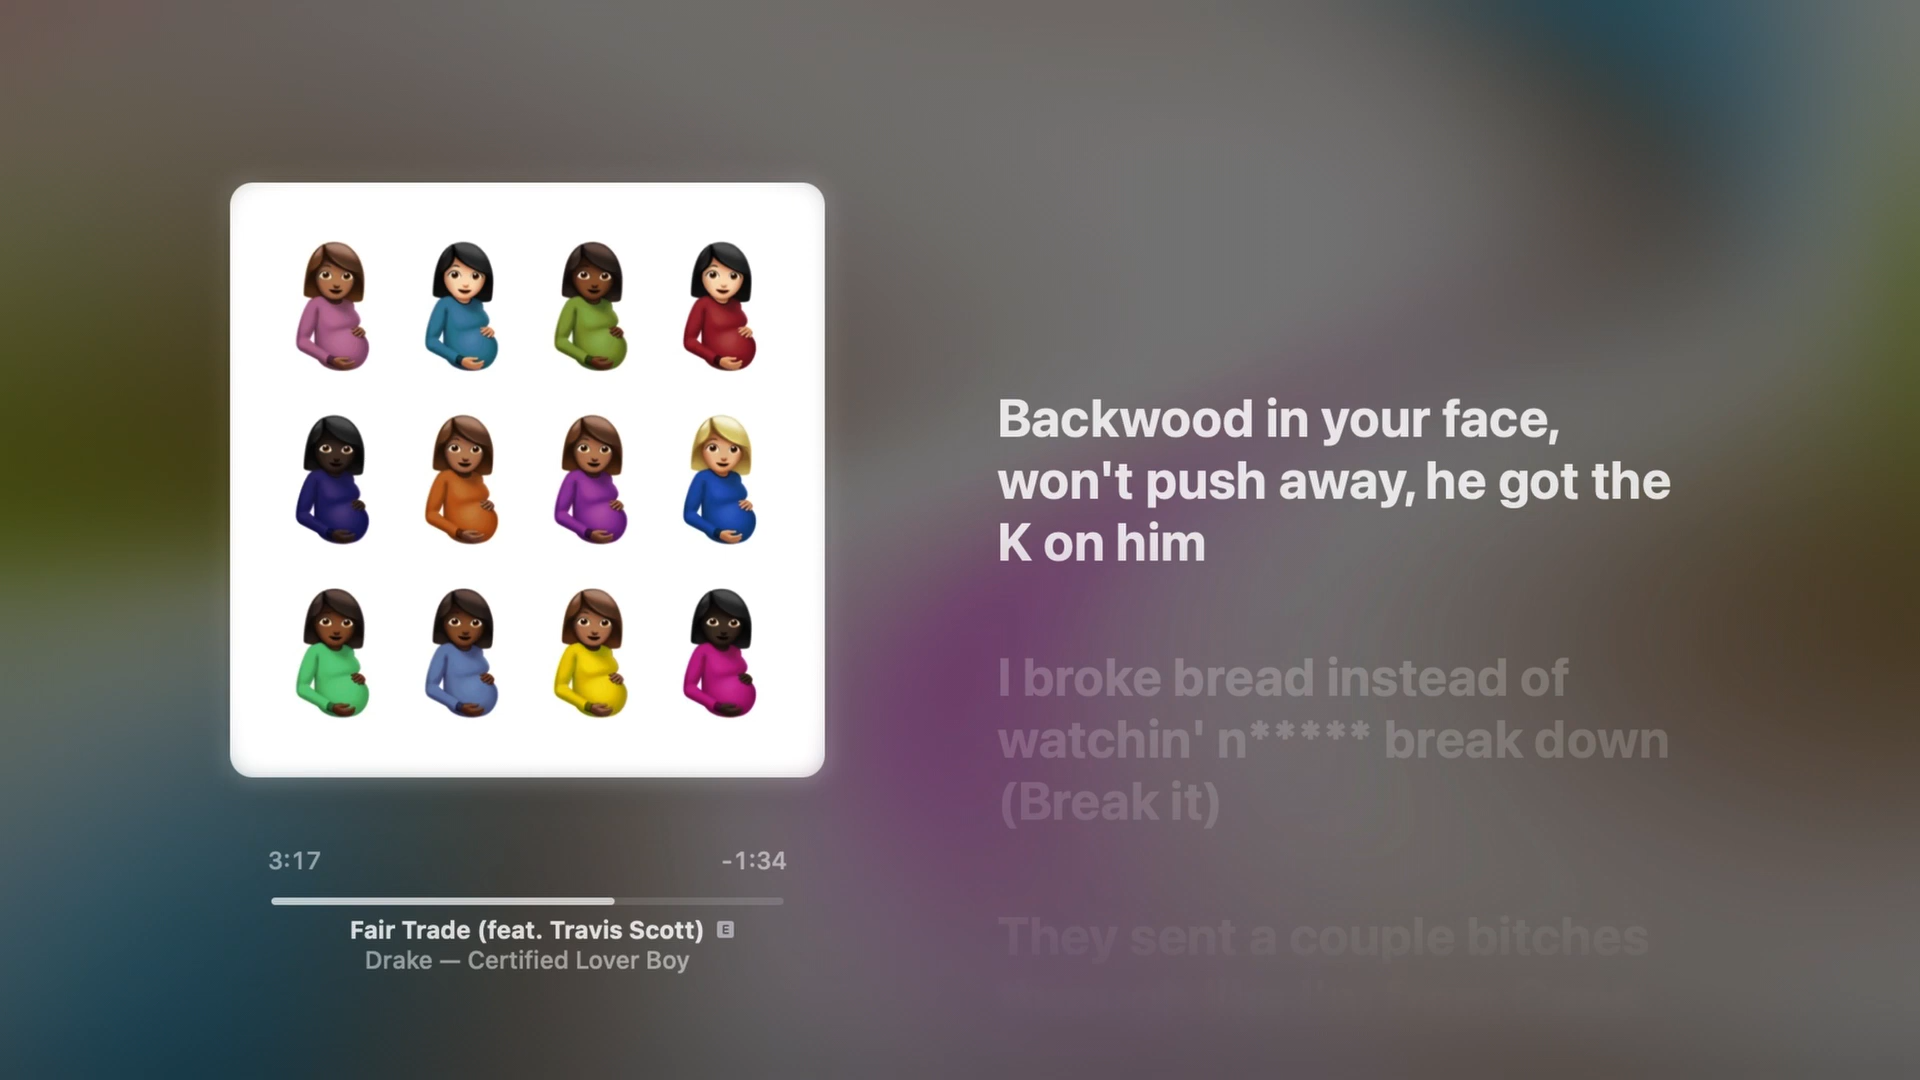 3:17
-1:34
Fair Trade (feat. Travis Scott) E
Drake — Certified Lover Boy
Backwood in your face,
won't push away, he got the
K on him
I broke bread instead of
watchin' n***** break down
(Break it)
They sent a couple bitches